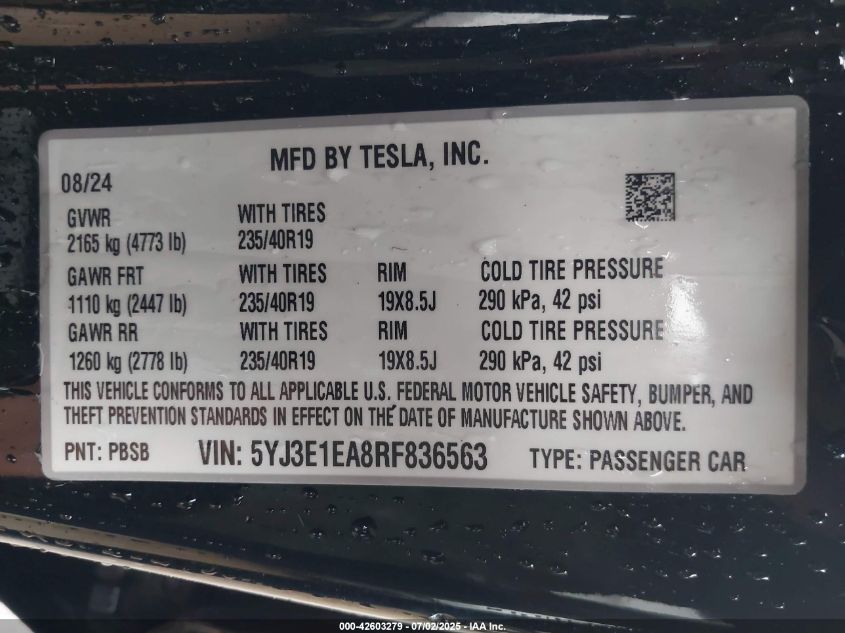 MFD BY TESLA, INC.
08/24
GVWR WITH TIRES
2165 kg (4773 lb) 235/40R19
GAWR FRT WITH TIRES RIM COLD TIRE PRESSURE
1110 kg (2447 lb) 235/40R19 19X8.5J 290 kPa, 42 psi
GAWR RR WITH TIRES RIM COLD TIRE PRESSURE
1260 kg (2778 lb) 235/40R19 19X8.5J 290 kPa, 42 psi
THIS VEHICLE CONFORMS TO ALL APPLICABLE U.S. FEDERAL MOTOR VEHICLE SAFETY, BUMPER, AND
THEFT PREVENTION STANDARDS IN EFFECT ON THE DATE OF MANUFACTURE SHOWN ABOVE.
PNT: PBSB VIN: 5YJ3E1EA8RF836563 TYPE: PASSENGER CAR
000-42603279 - 07/02/2025 - IAA Inc.